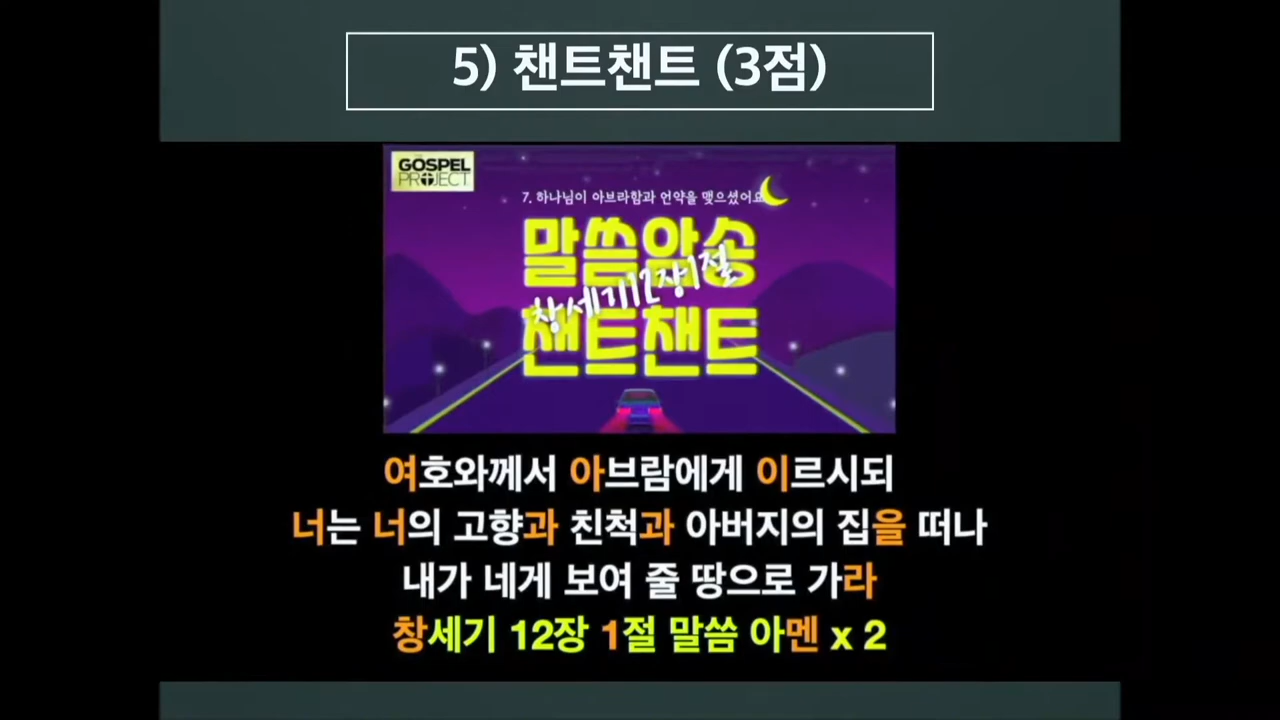 5) 챈트챈트 (3점)
GOSPEL
PROJECT
7. 하나님이 아브라함과 언약을 맺으셨어요
말씀암송
창세기12장1절
챈트챈트
여호와께서 아브람에게 이르시되
너는 너의 고향과 친척과 아버지의 집을 떠나
내가 네게 보여 줄 땅으로 가라
창세기 12장 1절 말씀 아멘 x 2